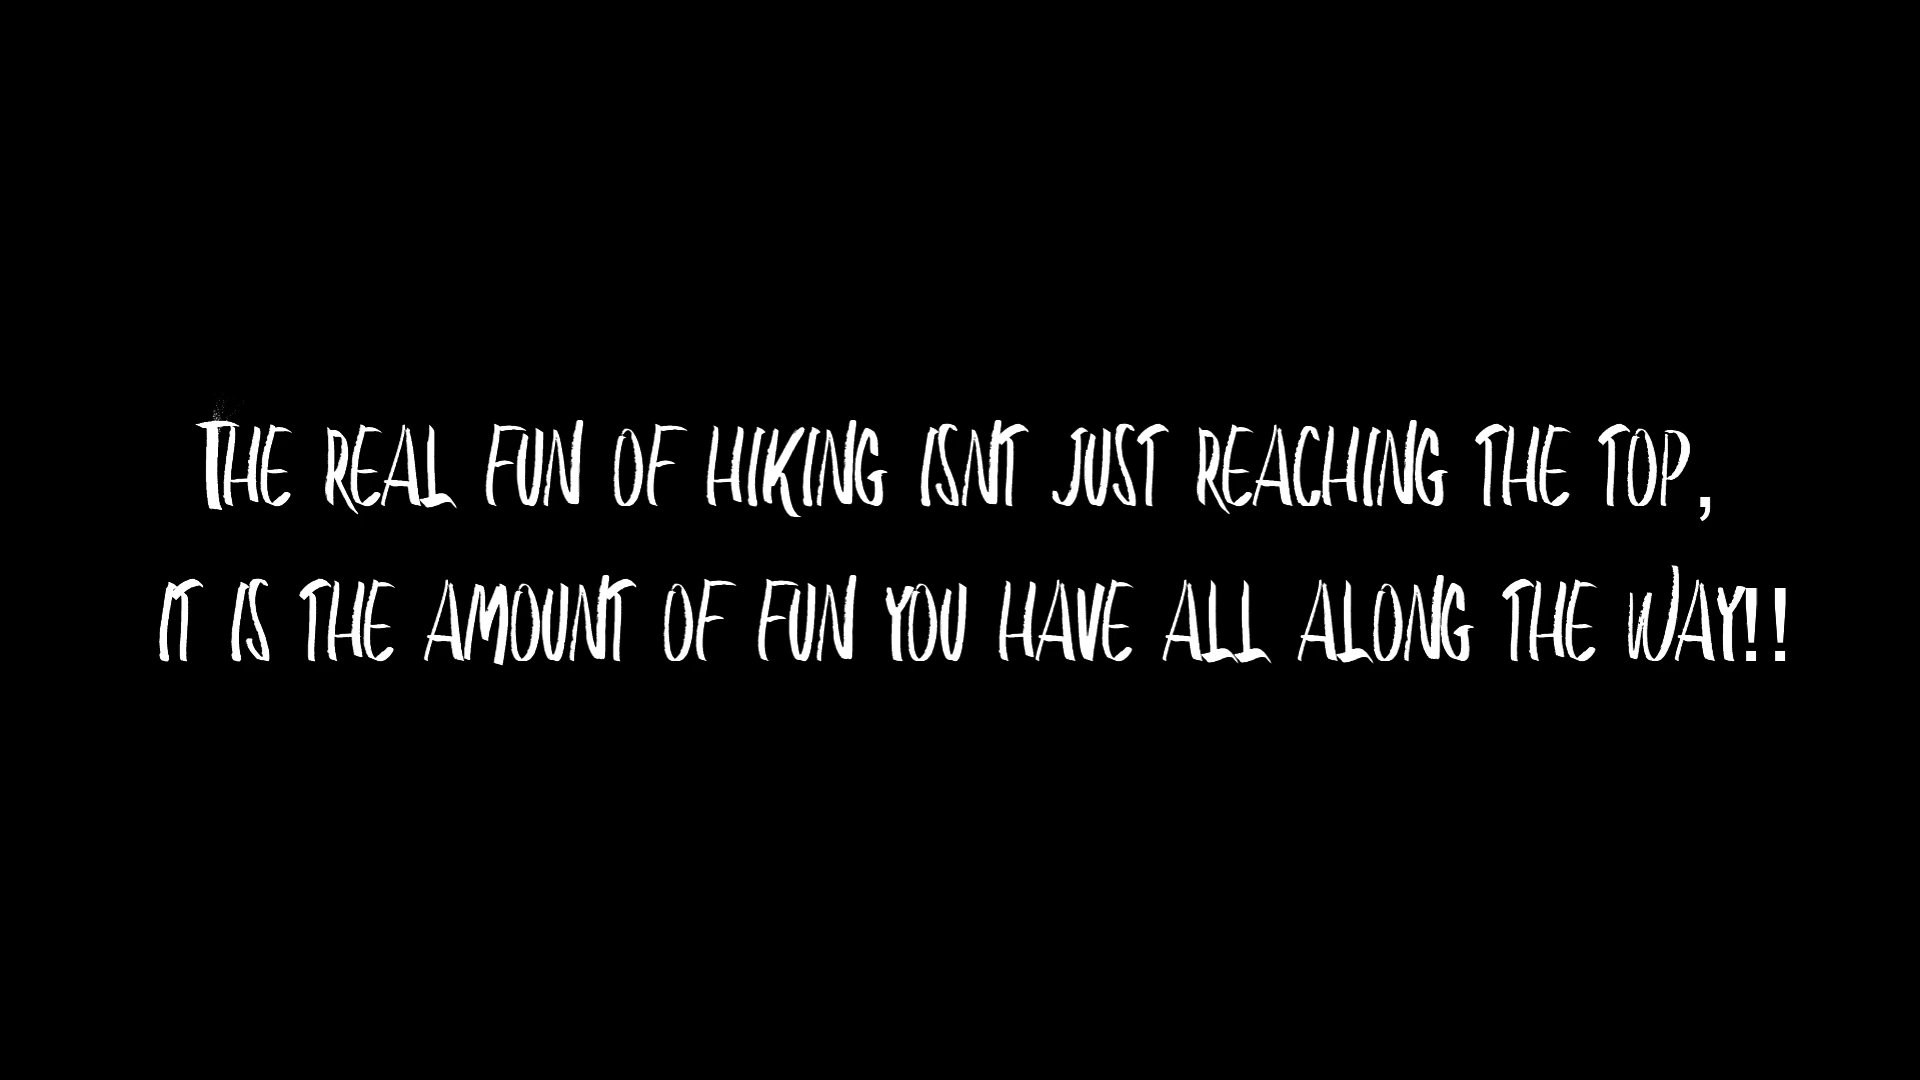 THE REAL FUN OF HIKING ISNT JUST REACHING THE TOP,
IT IS THE AMOUNT OF FUN YOU HAVE ALL ALONG THE WAY!!